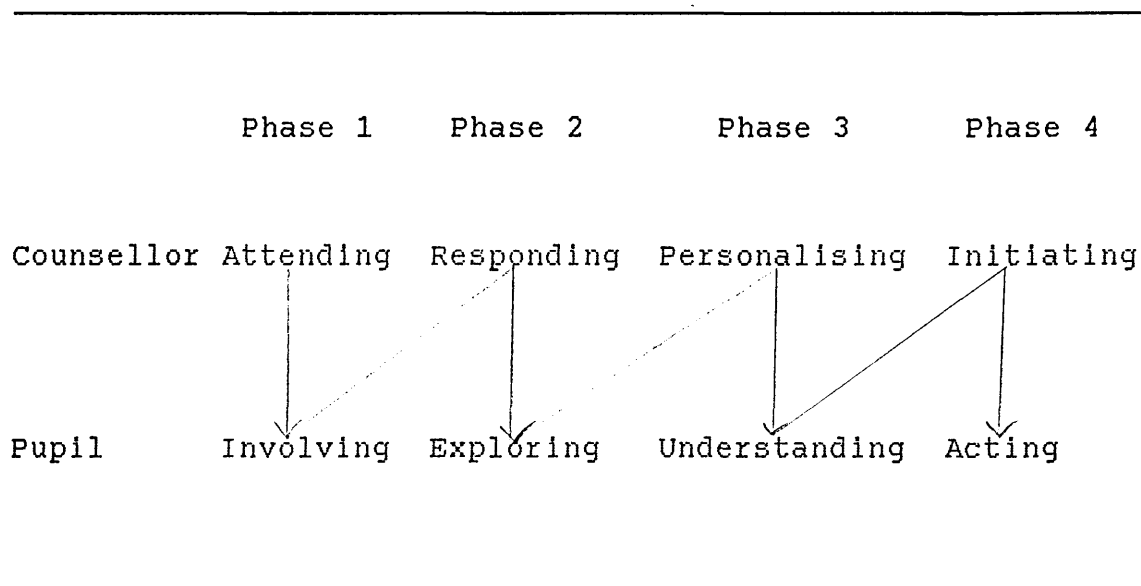 Phase 1 Phase 2 Phase 3 Phase 4
Counsellor Attending Responding Personalising Initiating
Pupil Involving Exploring Understanding Acting